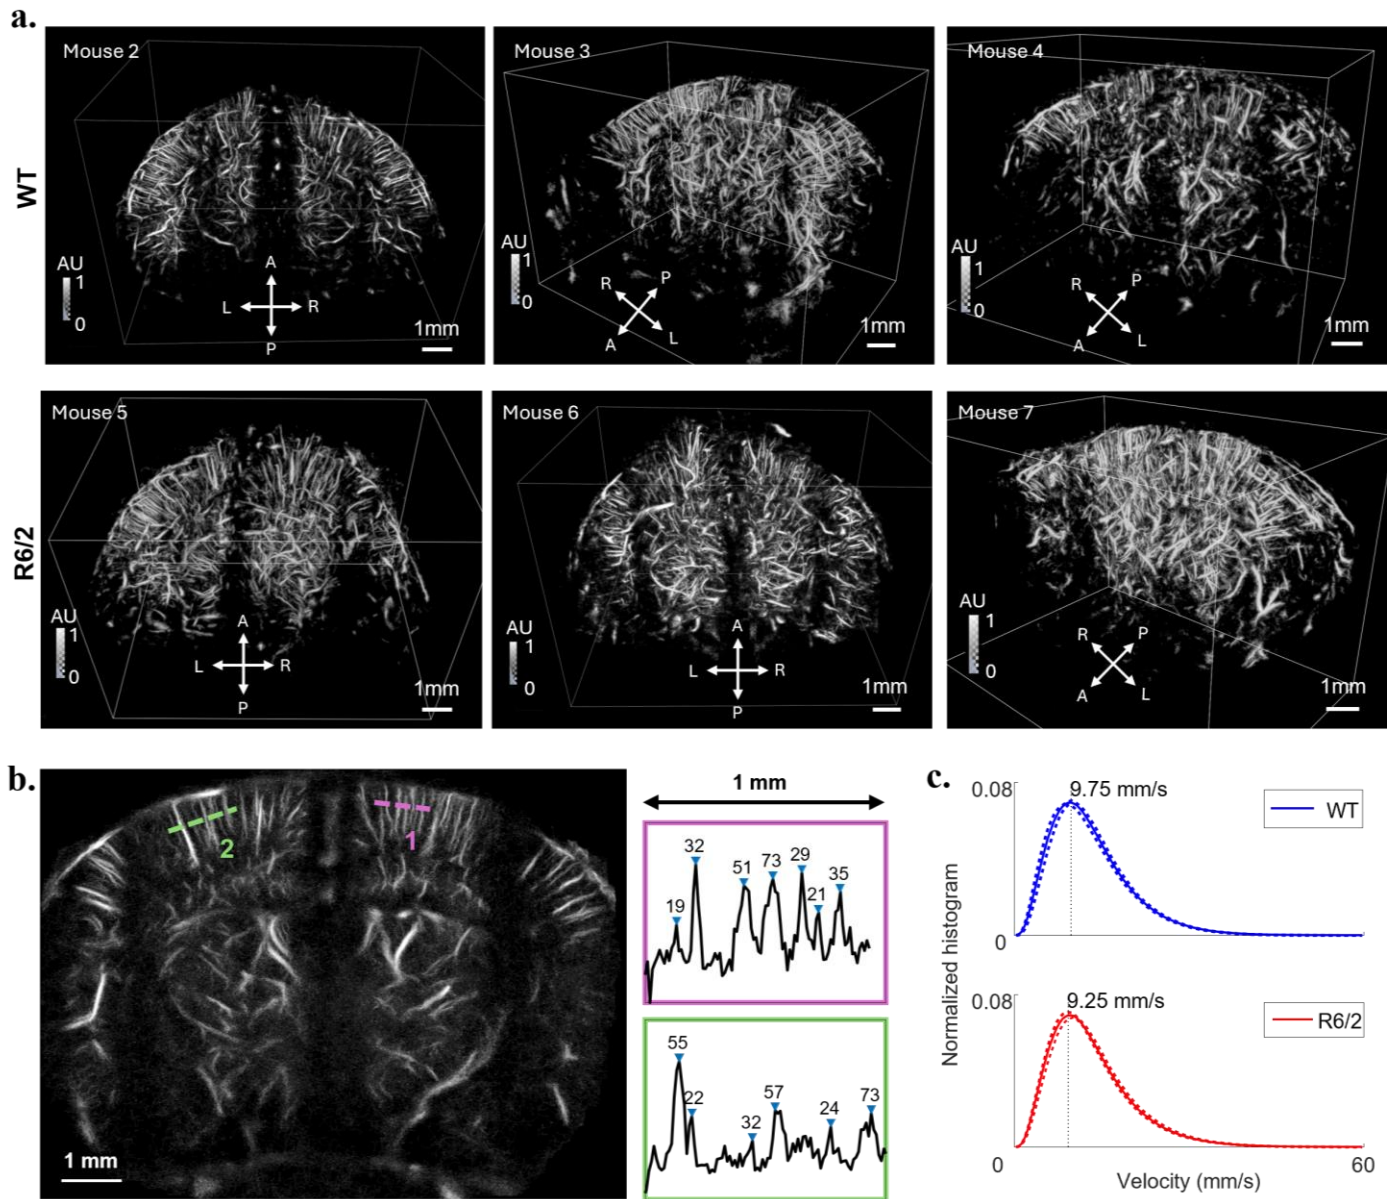 a.
Mouse 2
Mouse 3
Mouse 4
WT
AU
1
0
A
L
R
P
1mm
AU
1
0
R
P
A
L
1mm
AU
1
0
R
P
A
L
1mm
Mouse 5
Mouse 6
Mouse 7
R6/2
AU
1
0
A
L
R
P
1mm
AU
1
0
A
L
R
P
1mm
AU
1
0
R
P
A
L
1mm
b.
2
1
1 mm
1 mm
32
51
73
29
19
21
35
55
22
32
57
24
73
c.
0.08
9.75 mm/s
WT
0
Normalized histogram
0.08
9.25 mm/s
R6/2
0
60
Velocity (mm/s)